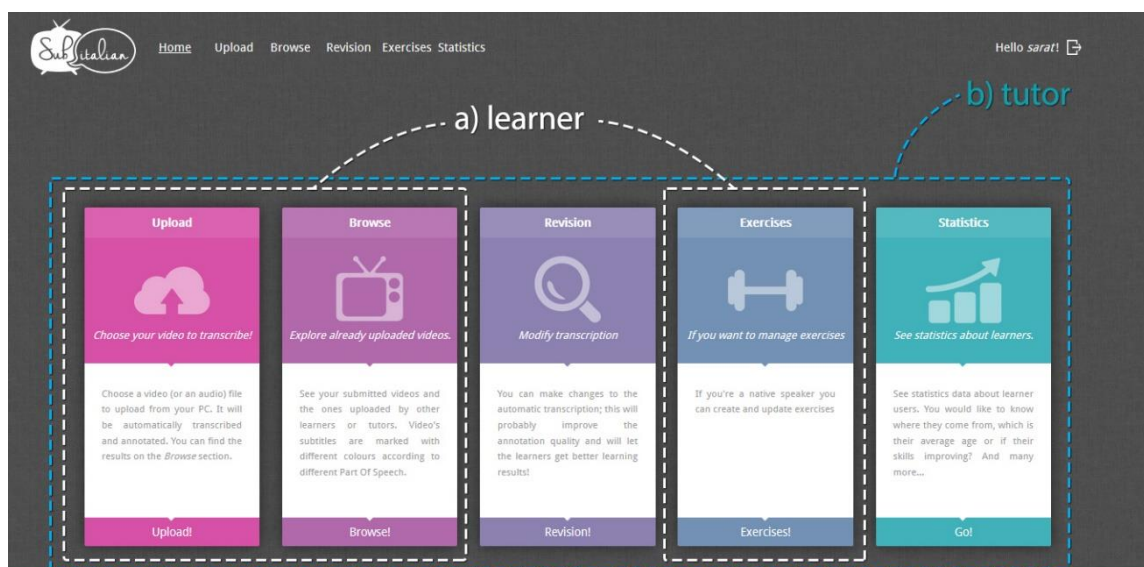 Sub italian
Home Upload Browse Revision Exercises Statistics
Hello sarat!
a) learner
b) tutor
Upload
Choose your video to transcribe!
Choose a video (or an audio) file
to upload from your PC. It will
be automatically transcribed
and annotated. You can find the
results on the Browse section.
Upload!
Browse
Explore already uploaded videos.
See your submitted videos and
the ones uploaded by other
learners or tutors. Video's
subtitles are marked with
different colours according to
different Part Of Speech.
Browse!
Revision
Modify transcription
You can make changes to the
automatic transcription; this will
probably improve the
annotation quality and will let
the learners get better learning
results!
Revision!
Exercises
If you want to manage exercises
If you're a native speaker you
can create and update exercises
Exercises!
Statistics
See statistics about learners.
See statistics data about learner
users. You would like to know
where they come from, which is
their average age or if their
skills improving? And many
more...
Go!